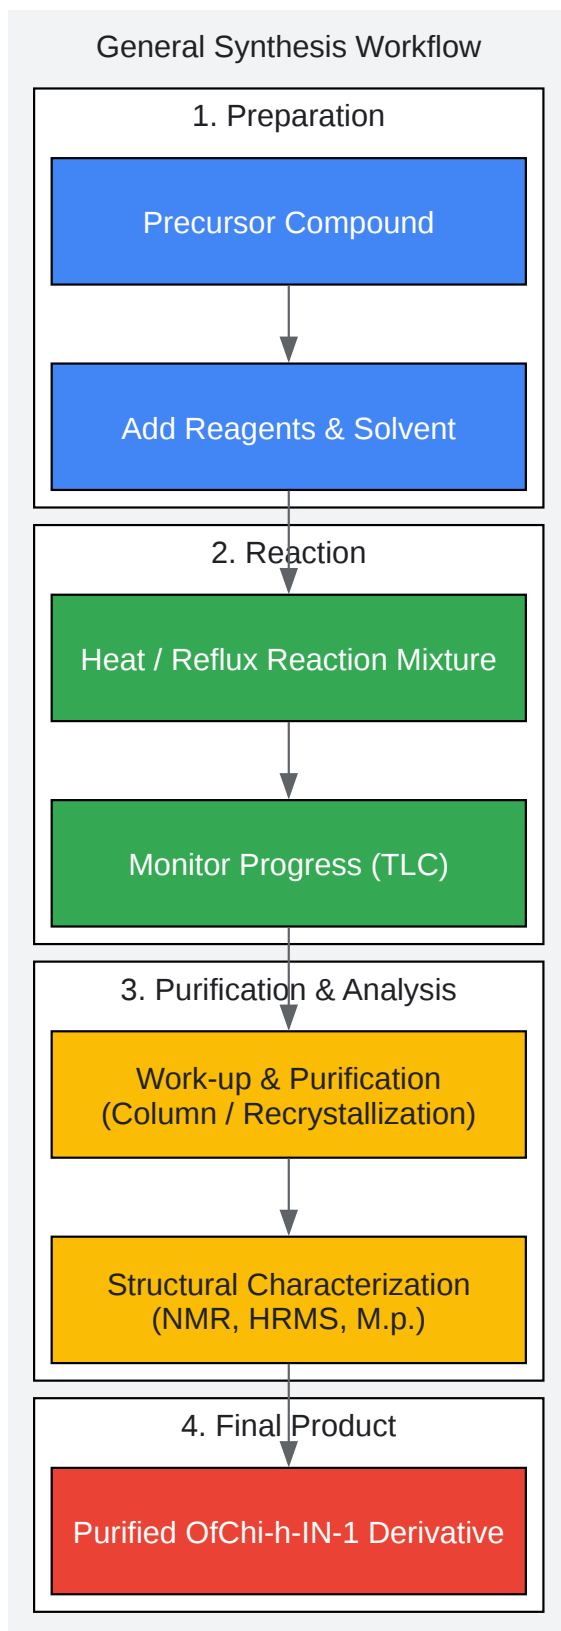 General Synthesis Workflow
1. Preparation
Precursor Compound
Add Reagents & Solvent
2. Reaction
Heat / Reflux Reaction Mixture
Monitor Progress (TLC)
3. Purification & Analysis
Work-up & Purification
(Column / Recrystallization)
Structural Characterization
(NMR, HRMS, M.p.)
4. Final Product
Purified OfChi-h-IN-1 Derivative